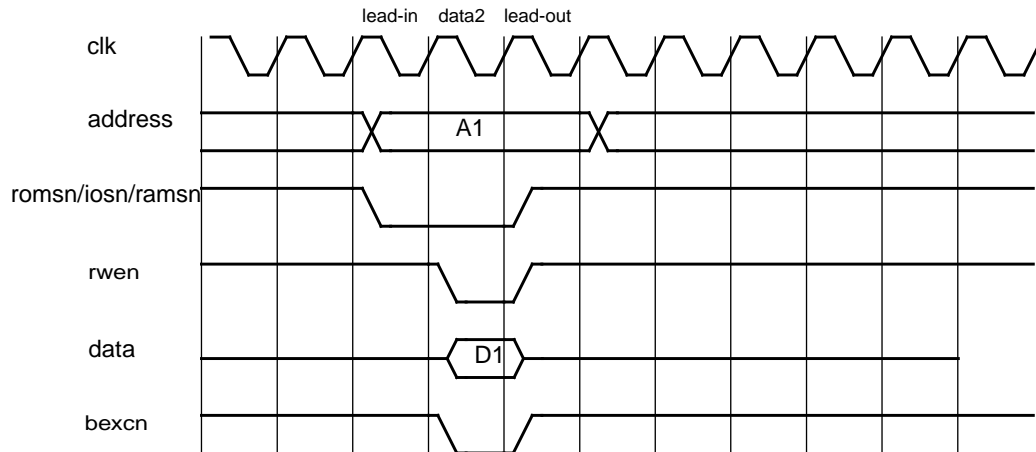 lead-in data2 lead-out
clk
address
A1
romsn/iosn/ramsn
rwen
data
D1
bexcn